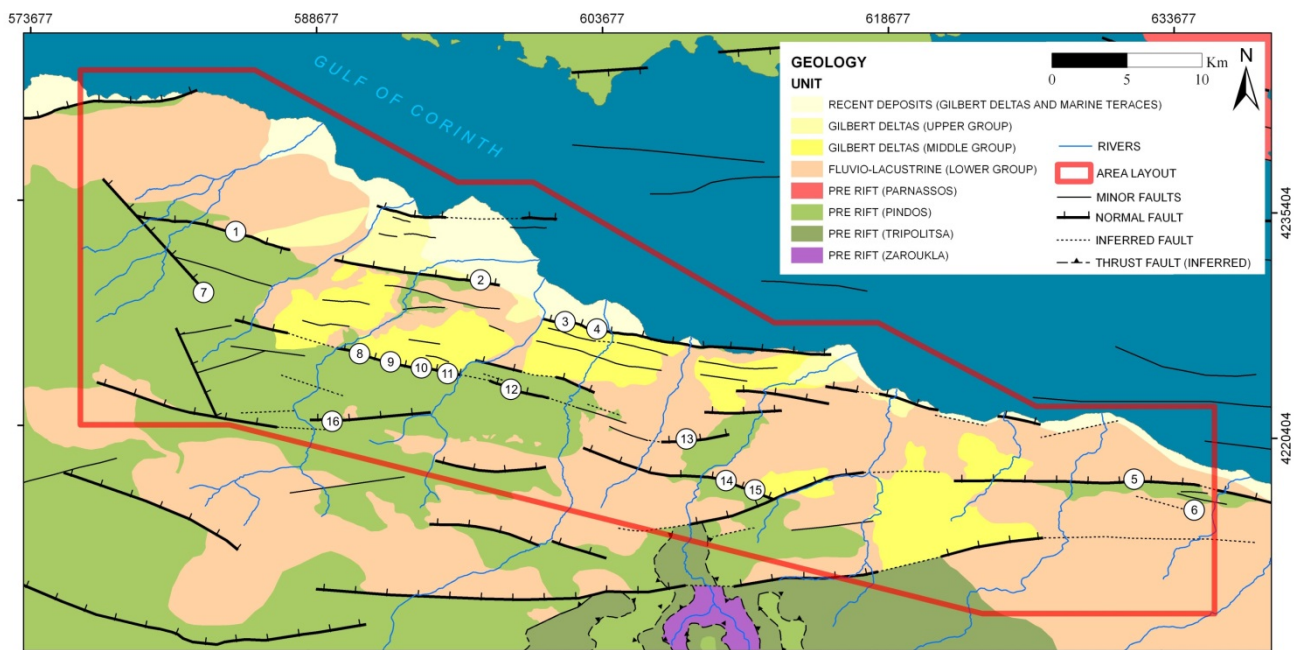 573677 588677 603677 618677 633677
GULF OF CORINTH
GEOLOGY
UNIT
RECENT DEPOSITS (GILBERT DELTAS AND MARINE TERACES)
GILBERT DELTAS (UPPER GROUP)
GILBERT DELTAS (MIDDLE GROUP)
FLUVIO-LACUSTRINE (LOWER GROUP)
PRE RIFT (PARNASSOS)
PRE RIFT (PINDOS)
PRE RIFT (TRIPOLITSA)
PRE RIFT (ZAROUKLA)
Km
0 5 10
N
RIVERS
AREA LAYOUT
MINOR FAULTS
NORMAL FAULT
INFERRED FAULT
THRUST FAULT (INFERRED)
4235404
4220404
1
2
7
3
4
8
9
10
11
12
16
13
14
15
5
6